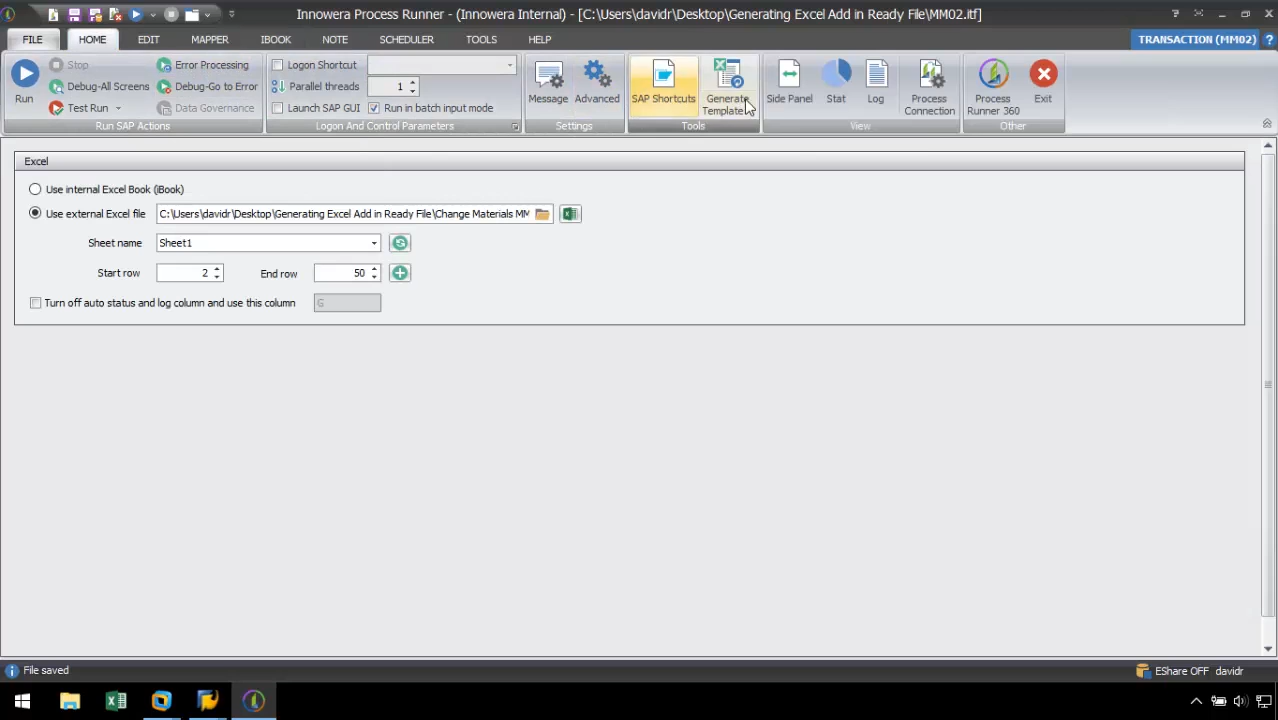 Innowera Process Runner - (Innowera Internal) - [C:\Users\davidr\Desktop\Generating Excel Add in Ready File\MM02.itf]
FILE HOME EDIT MAPPER IBOOK NOTE SCHEDULER TOOLS HELP TRANSACTION (MM02)
Run
Stop
Debug-All Screens
Test Run
Error Processing
Debug-Go to Error
Data Governance
Run SAP Actions
Logon Shortcut
Parallel threads 1
Launch SAP GUI Run in batch input mode
Logon And Control Parameters
Message Advanced
Settings
SAP Shortcuts
Generate
Template
Tools
Side Panel Stat Log
Process
Connection
View
Process
Runner 360
Exit
Other
Excel
Use internal Excel Book (iBook)
Use external Excel file C:\Users\davidr\Desktop\Generating Excel Add in Ready File\Change Materials MM
Sheet name Sheet1
Start row 2 End row 50
Turn off auto status and log column and use this column G
File saved
EShare OFF davidr